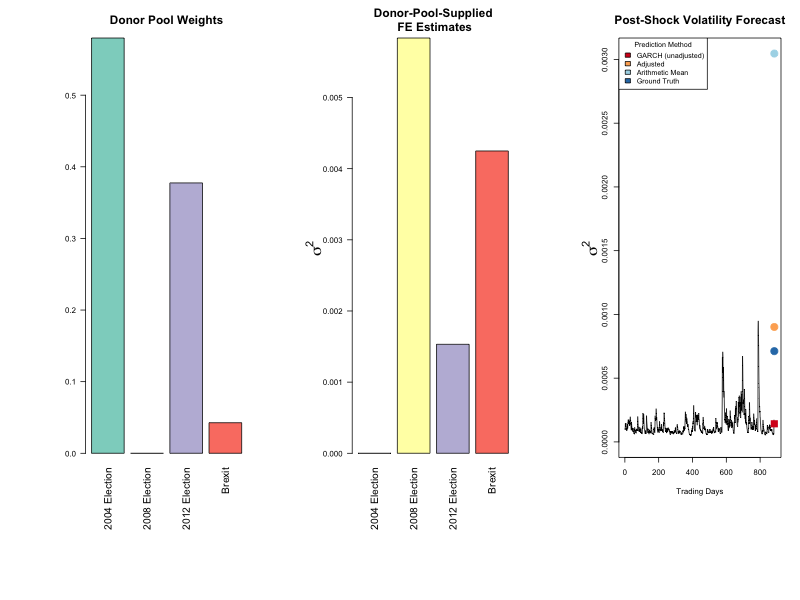 Donor Pool Weights
0.5
0.4
0.3
0.2
0.1
0.0
2004 Election
2008 Election
2012 Election
Brexit
Donor-Pool-Supplied
FE Estimates
σ2
0.005
0.004
0.003
0.002
0.001
0.000
2004 Election
2008 Election
2012 Election
Brexit
Post-Shock Volatility Forecast
Prediction Method
GARCH (unadjusted)
Adjusted
Arithmetic Mean
Ground Truth
σ2
0.0030
0.0025
0.0020
0.0015
0.0010
0.0005
0.0000
0 200 400 600 800
Trading Days